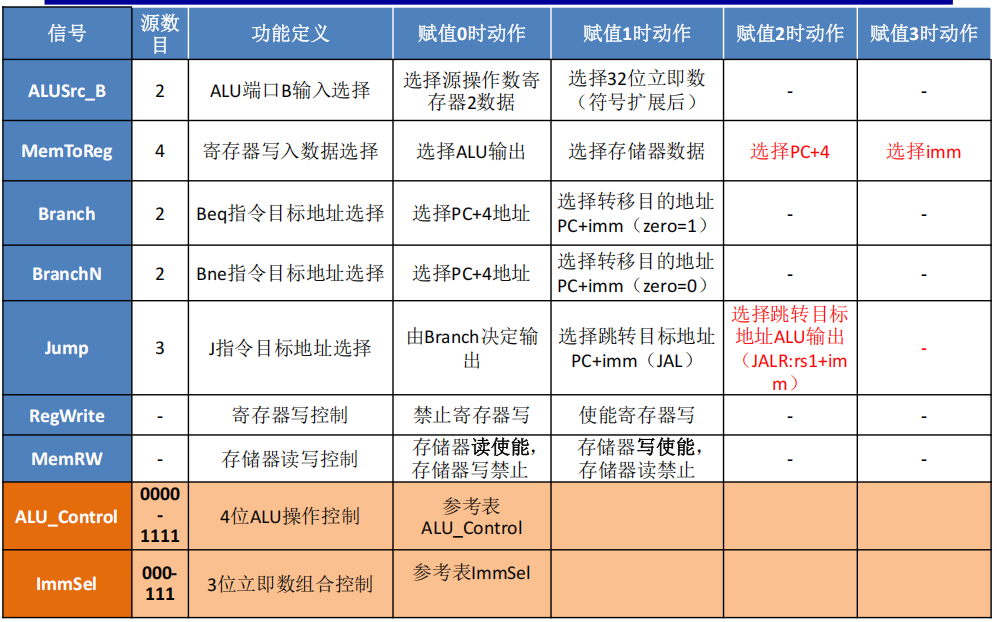 信号 源数目 功能定义 赋值0时动作 赋值1时动作 赋值2时动作 赋值3时动作
ALUSrc_B 2 ALU端口B输入选择 选择源操作数寄存器2数据 选择32位立即数（符号扩展后） - -
MemToReg 4 寄存器写入数据选择 选择ALU输出 选择存储器数据 选择PC+4 选择imm
Branch 2 Beq指令目标地址选择 选择PC+4地址 选择转移目的地址PC+imm（zero=1） - -
BranchN 2 Bne指令目标地址选择 选择PC+4地址 选择转移目的地址PC+imm（zero=0） - -
Jump 3 J指令目标地址选择 由Branch决定输出 选择跳转目标地址PC+imm（JAL） 选择跳转目标地址ALU输出（JALR:rs1+imm） -
RegWrite - 寄存器写控制 禁止寄存器写 使能寄存器写 - -
MemRW - 存储器读写控制 存储器读使能，存储器写禁止 存储器写使能，存储器读禁止 - -
ALU_Control 0000-1111 4位ALU操作控制 参考表ALU_Control
ImmSel 000-111 3位立即数组合控制 参考表ImmSel